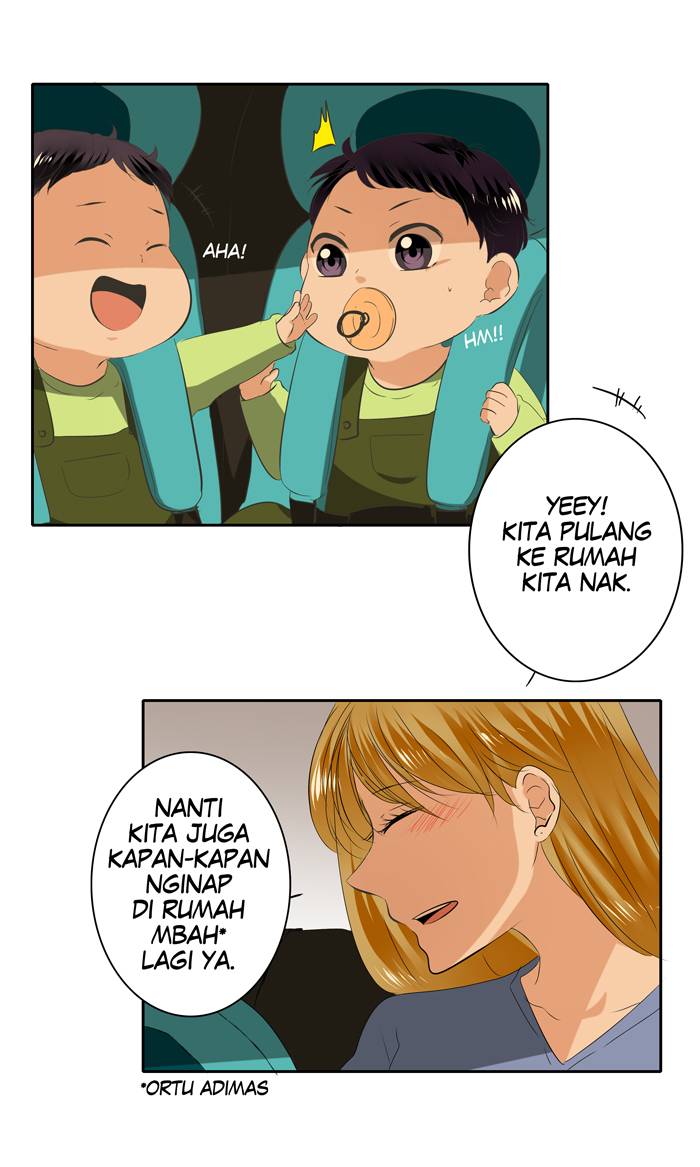 AHA!
HM!!
YEEY!
KITA PULANG
KE RUMAH
KITA NAK.
NANTI
KITA JUGA
KAPAN-KAPAN
NGINAP
DI RUMAH
MBAH*
LAGI YA.
*ORTU ADIMAS